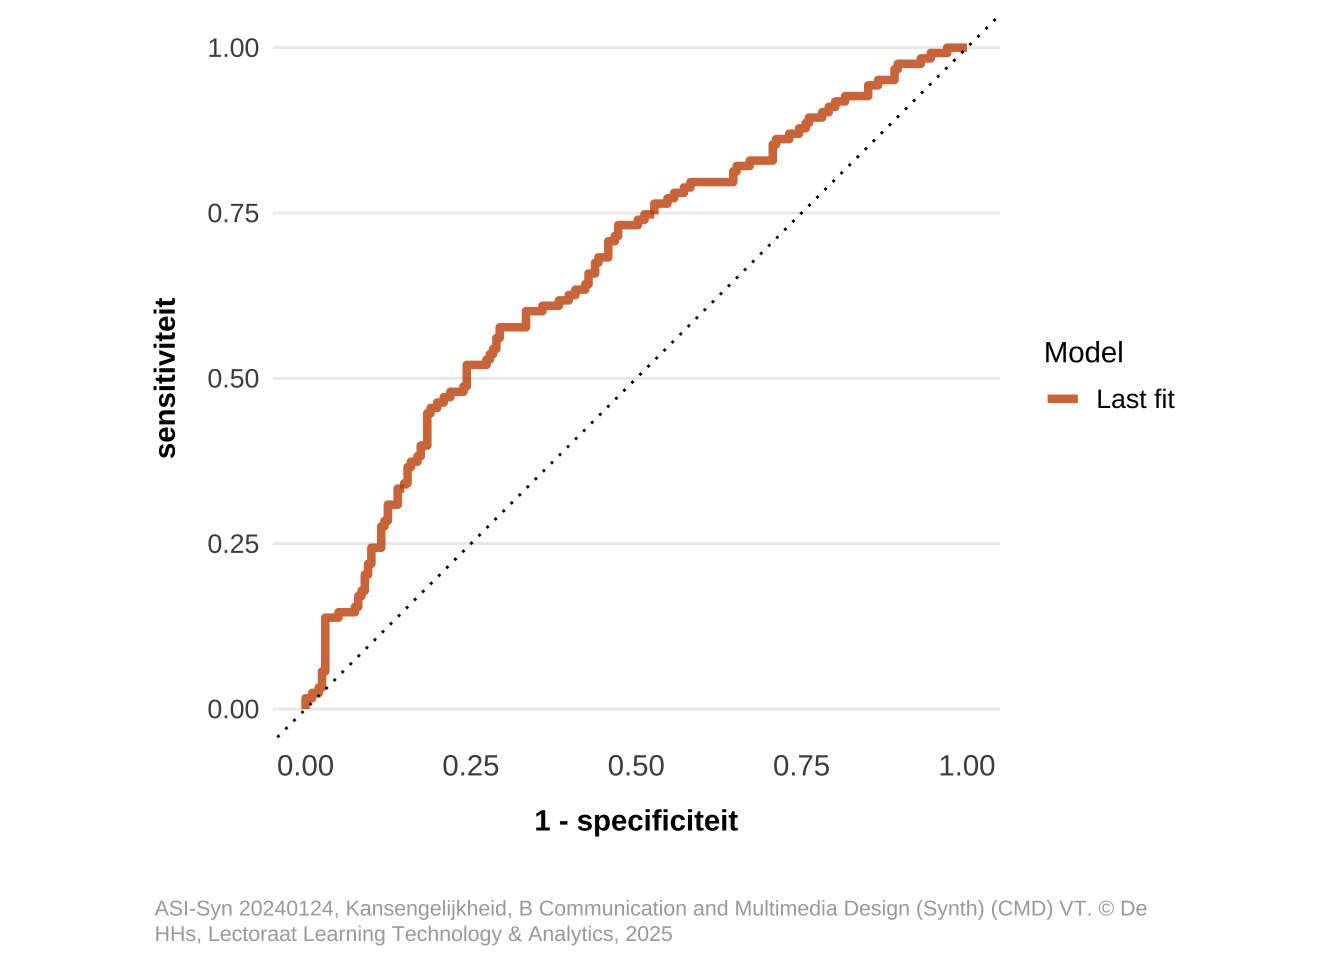 1.00
0.75
0.50
0.25
0.00
sensitiviteit
0.00 0.25 0.50 0.75 1.00
1 - specificiteit
Model
Last fit
ASI-Syn 20240124, Kansengelijkheid, B Communication and Multimedia Design (Synth) (CMD) VT. © De
HHs, Lectoraat Learning Technology & Analytics, 2025